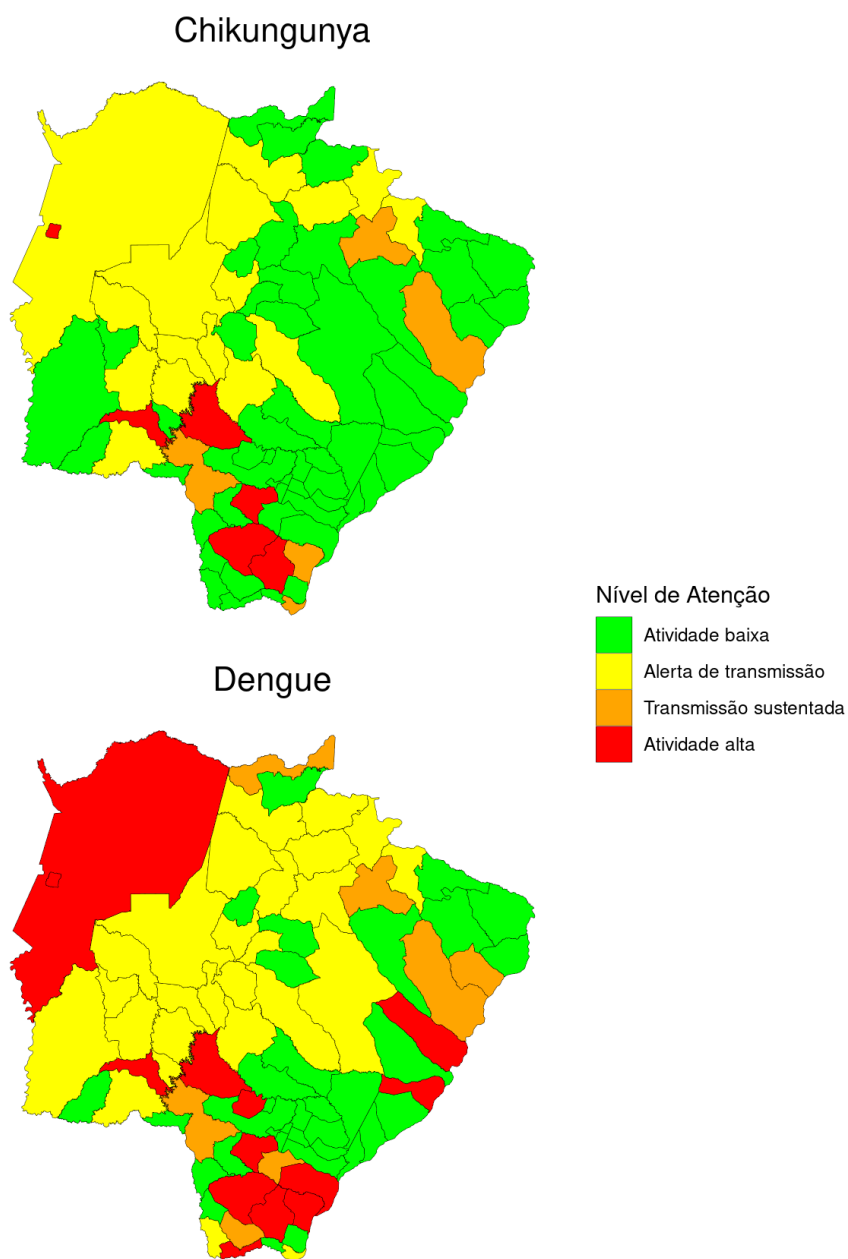 Chikungunya
Dengue
Nível de Atenção
Atividade baixa
Alerta de transmissão
Transmissão sustentada
Atividade alta